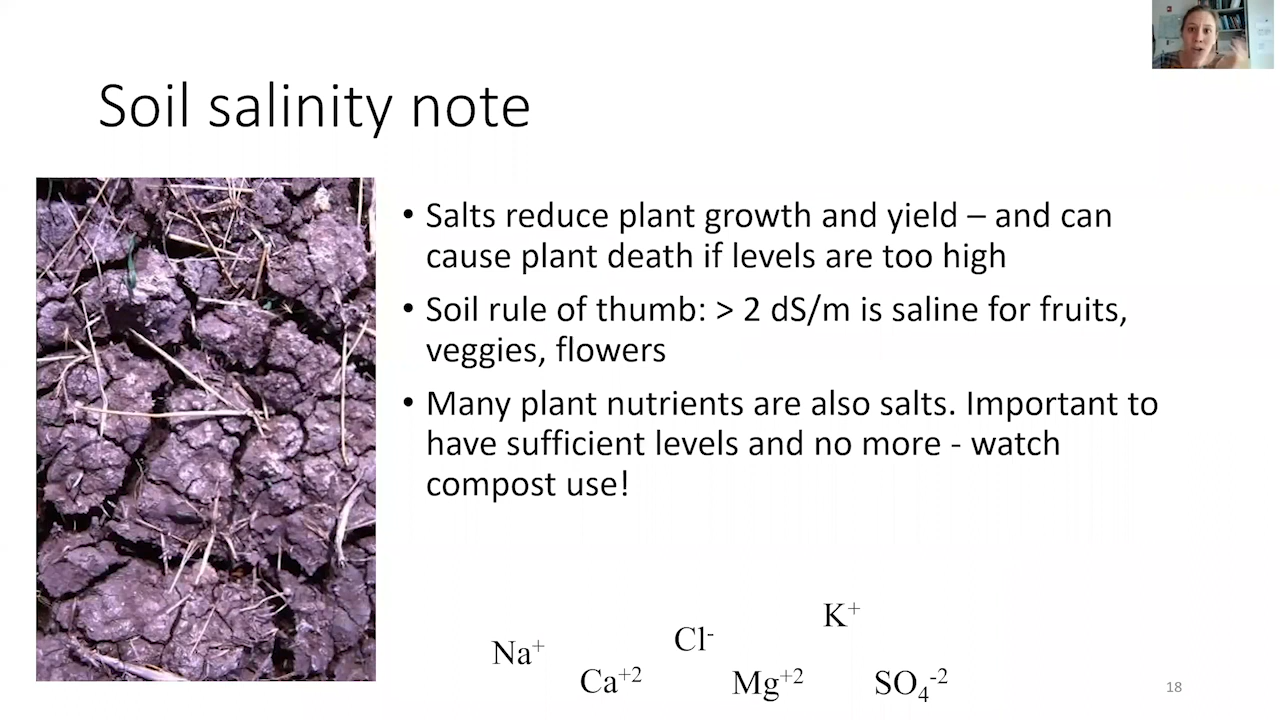 Soil salinity note
• Salts reduce plant growth and yield – and can
cause plant death if levels are too high
• Soil rule of thumb: > 2 dS/m is saline for fruits,
veggies, flowers
• Many plant nutrients are also salts. Important to
have sufficient levels and no more - watch
compost use!
K⁺
Na⁺ Cl⁻
Ca⁺² Mg⁺² SO₄⁻²
18